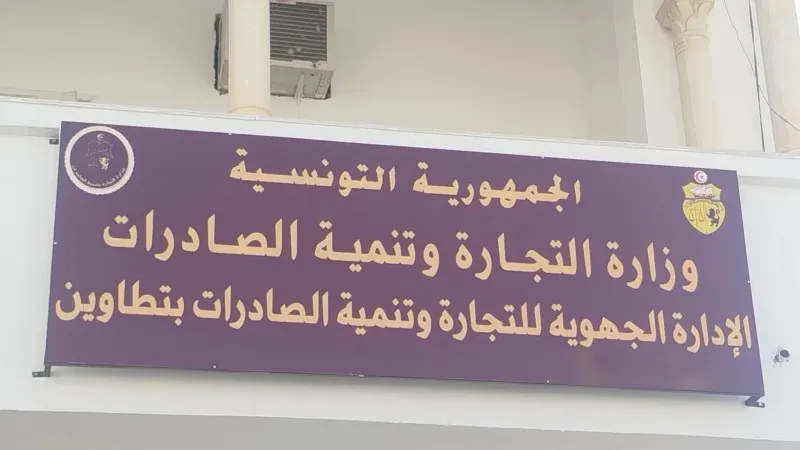 الجمهورية التونسية
وزارة التجارة وتنمية الصادرات
الإدارة الجهوية للتجارة وتنمية الصادرات بتطاوين